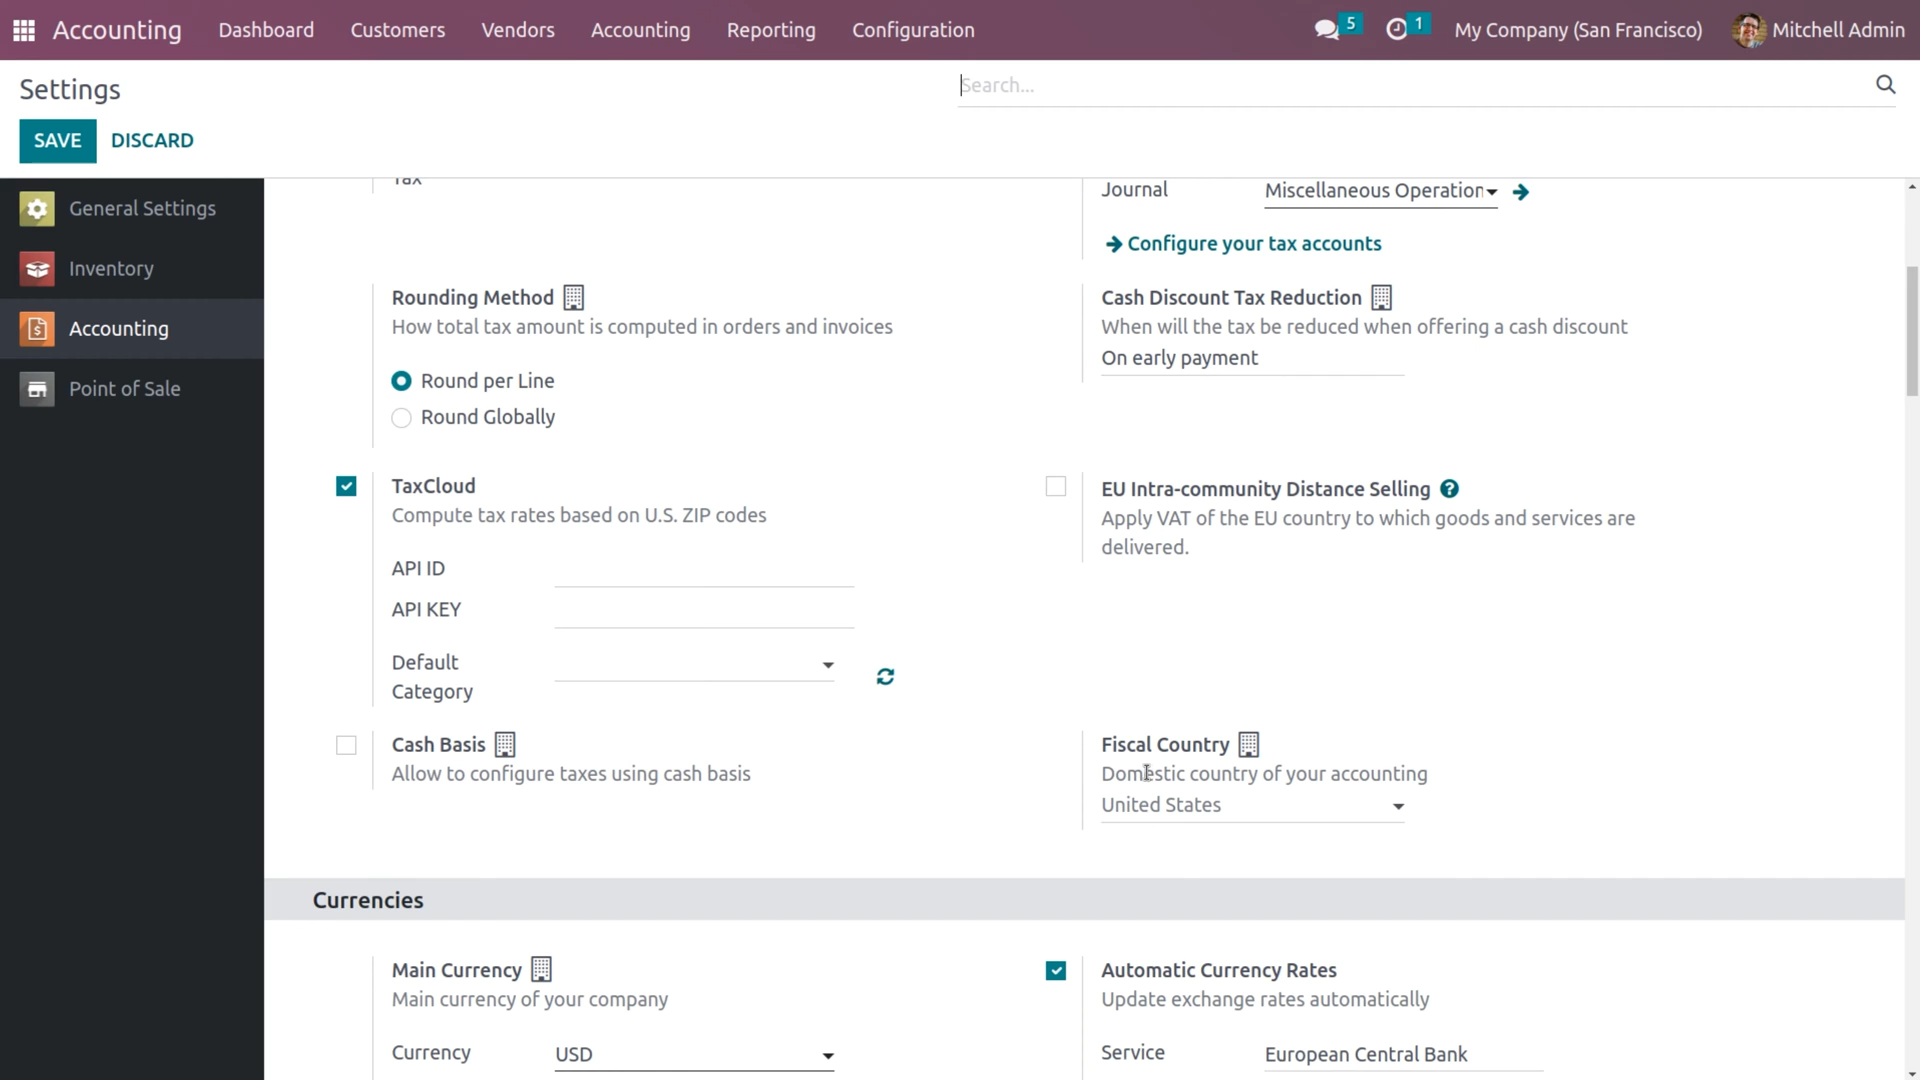 Accounting Dashboard Customers Vendors Accounting Reporting Configuration 5 1 My Company (San Francisco) Mitchell Admin
Settings
Search...
SAVE DISCARD
General Settings
Inventory
Accounting
Point of Sale
Tax
Journal Miscellaneous Operation
Configure your tax accounts
Rounding Method
How total tax amount is computed in orders and invoices
Round per Line
Round Globally
Cash Discount Tax Reduction
When will the tax be reduced when offering a cash discount
On early payment
TaxCloud
Compute tax rates based on U.S. ZIP codes
API ID
API KEY
Default
Category
EU Intra-community Distance Selling ?
Apply VAT of the EU country to which goods and services are
delivered.
Cash Basis
Allow to configure taxes using cash basis
Fiscal Country
Domestic country of your accounting
United States
Currencies
Main Currency
Main currency of your company
Currency USD
Automatic Currency Rates
Update exchange rates automatically
Service European Central Bank